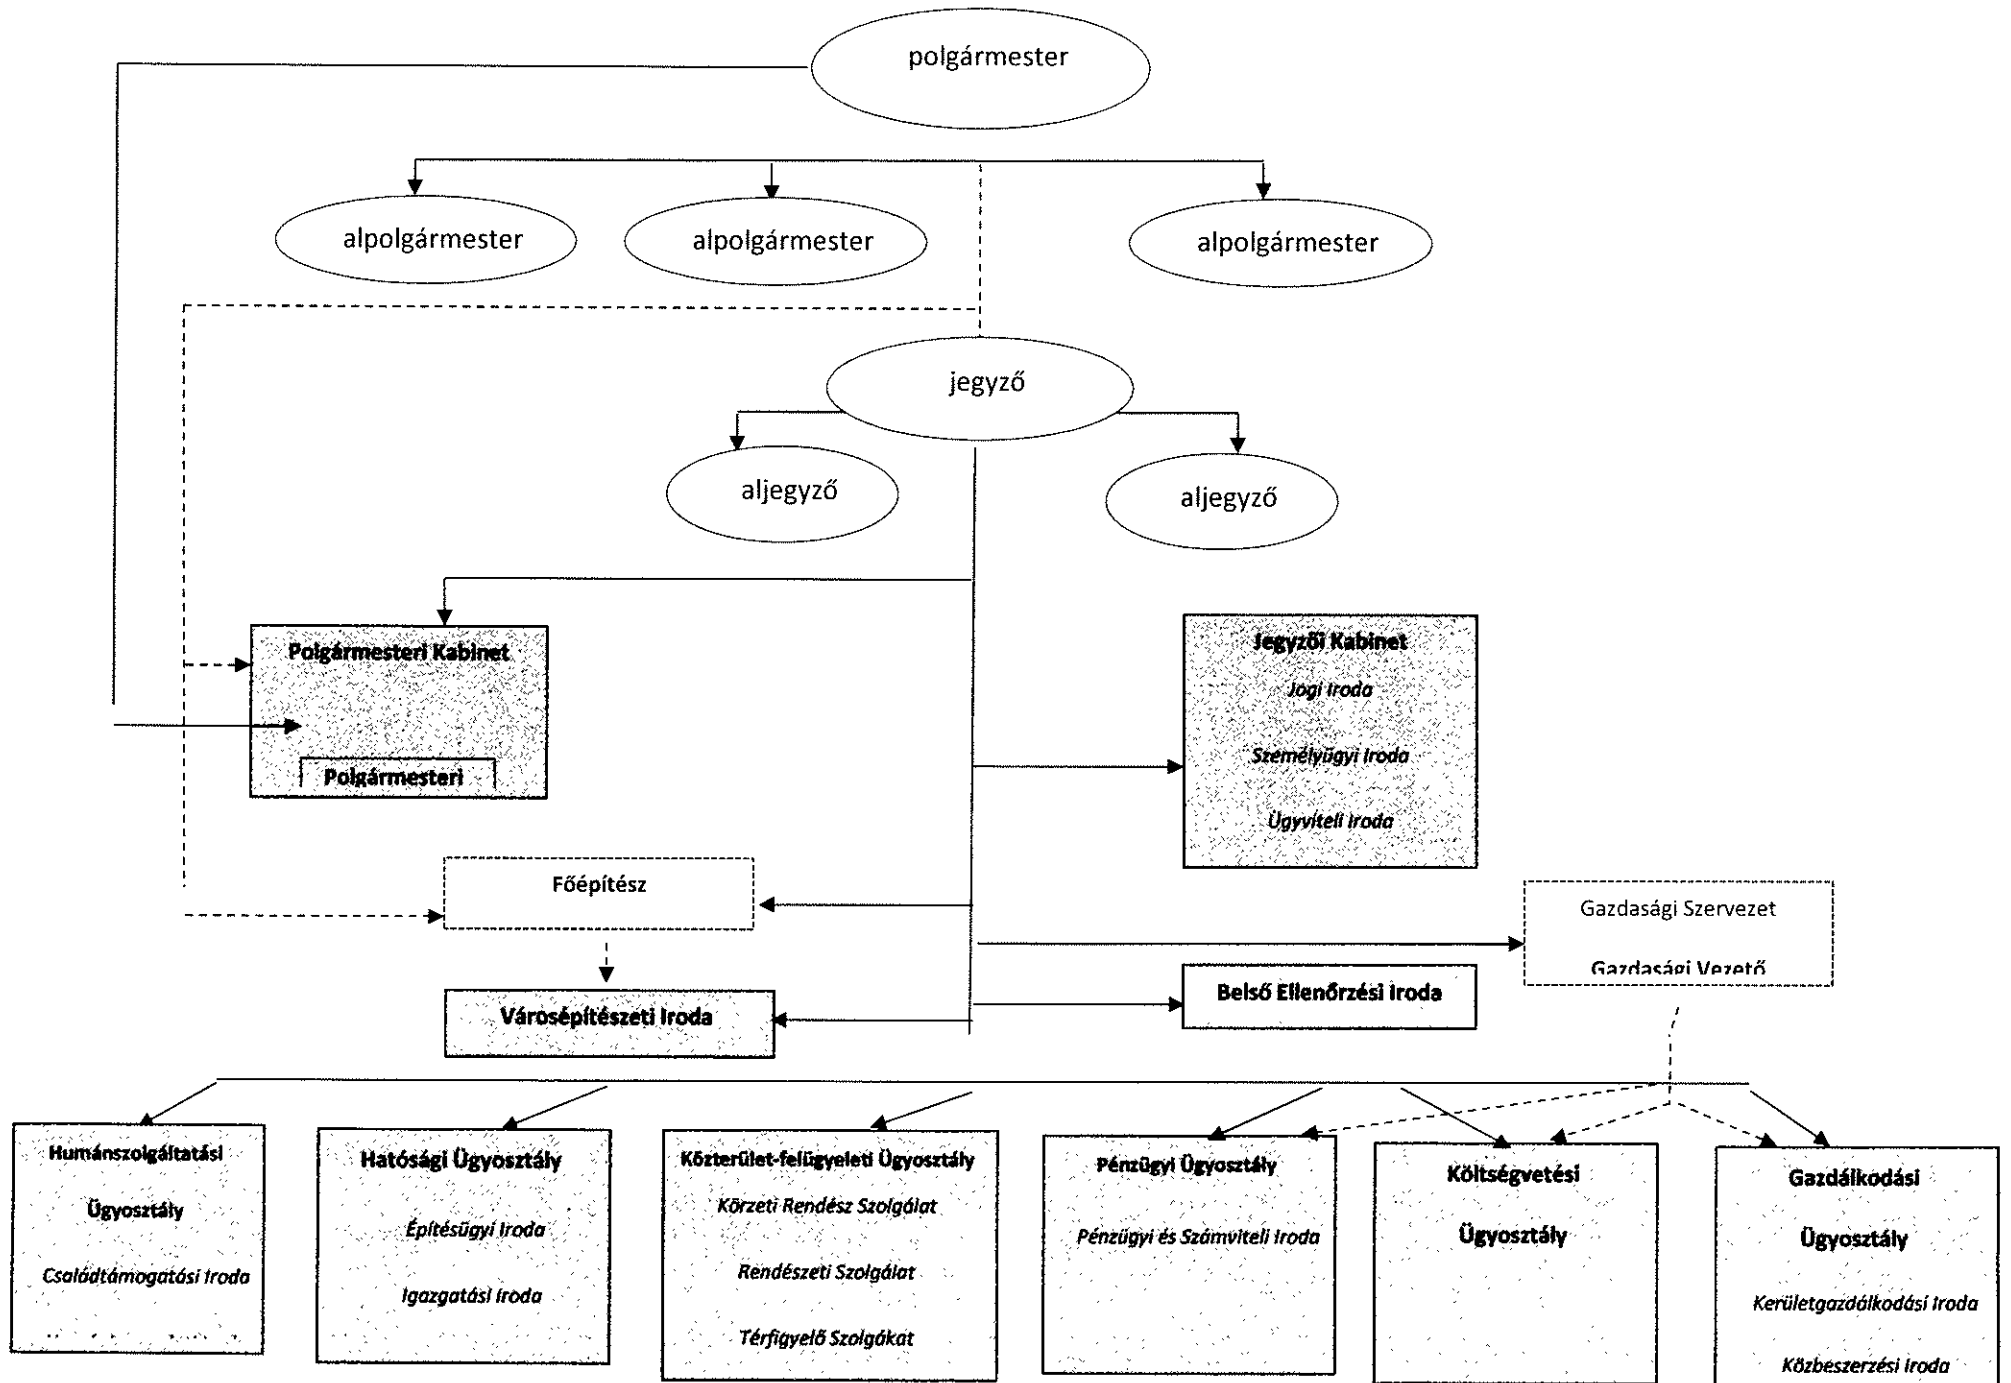 polgármester
alpolgármester
alpolgármester
alpolgármester
jegyző
aljegyző
aljegyző
Polgármesteri Kabinet
Polgármesteri
Jegyzői Kabinet
Jogi Iroda
Személyügyi Iroda
Ügyviteli Iroda
Főépítész
Gazdasági Szervezet
Gazdasági Vezető
Városépítészeti Iroda
Belső Ellenőrzési Iroda
Humánszolgáltatási
Ügyosztály
Családtámogatási Iroda
Hatósági Ügyosztály
Építésügyi Iroda
Igazgatási Iroda
Közterület-felügyeleti Ügyosztály
Körzeti Rendész Szolgálat
Rendészeti Szolgálat
Térfigyelő Szolgákat
Pénzügyi Ügyosztály
Pénzügyi és Számviteli Iroda
Költségvetési
Ügyosztály
Gazdálkodási
Ügyosztály
Kerületgazdálkodási Iroda
Közbeszerzési Iroda